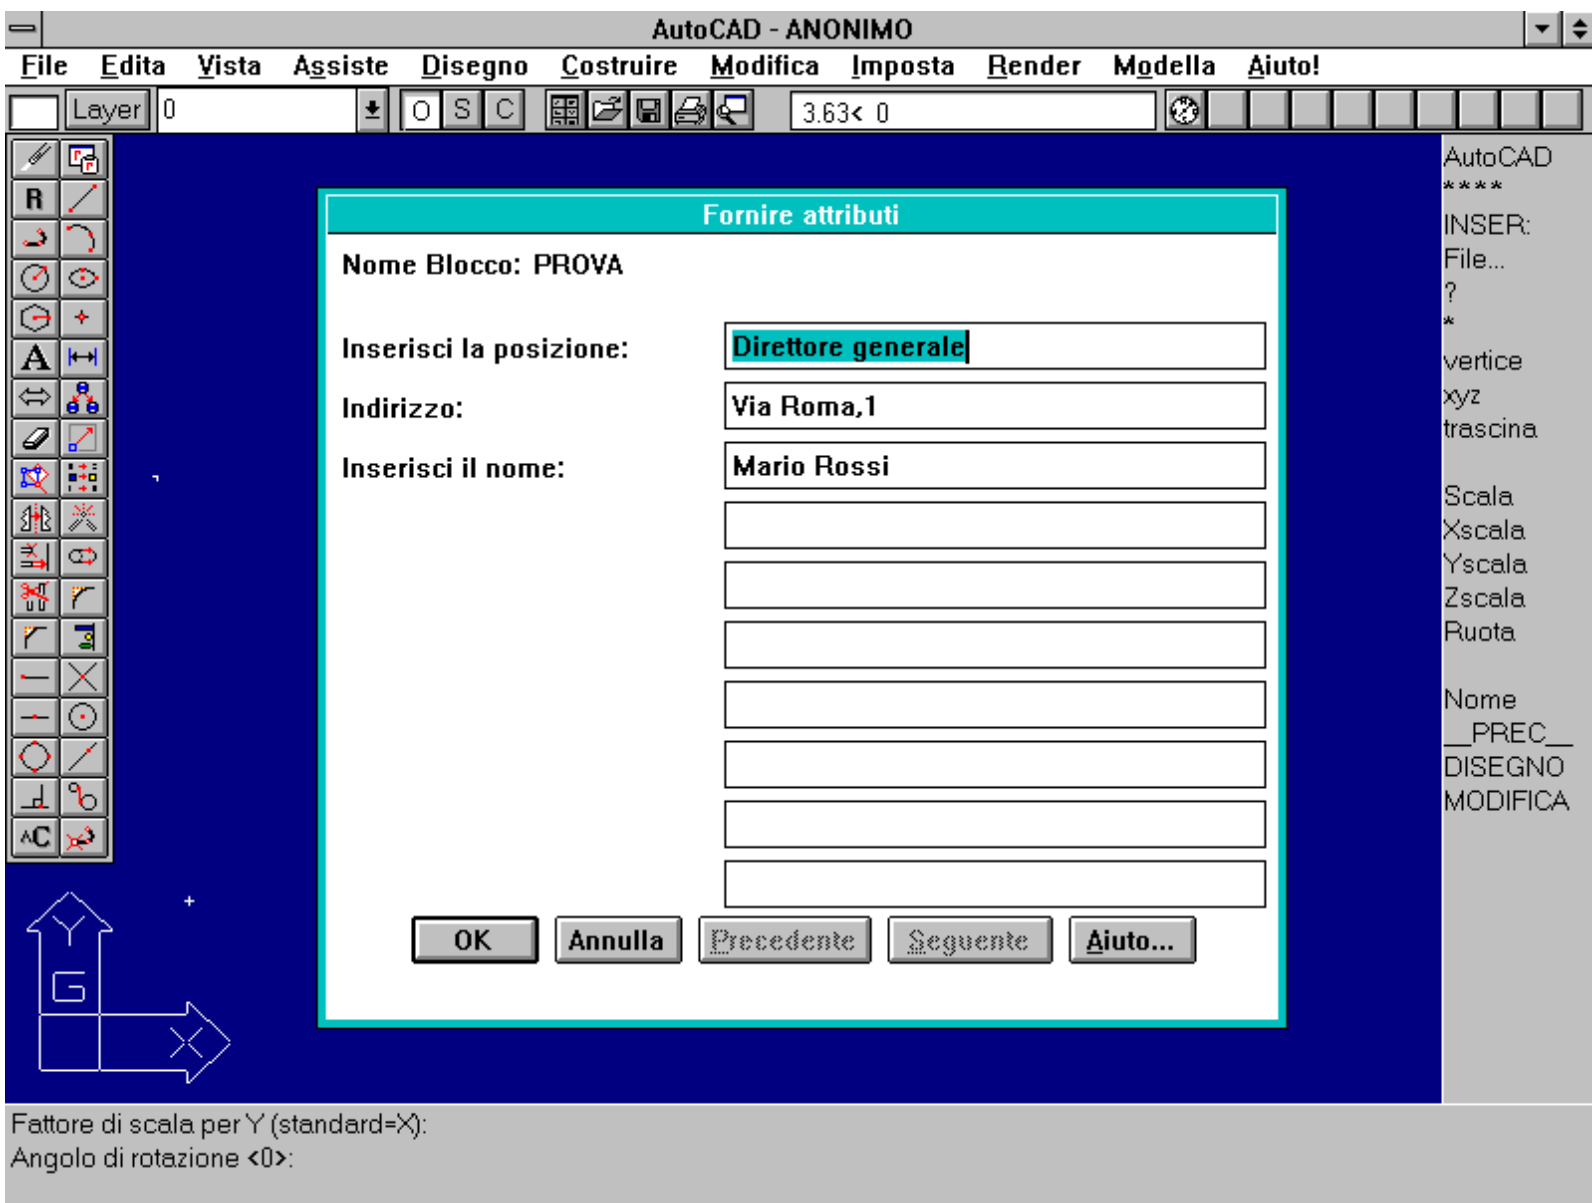 AutoCAD - ANONIMO
File Edita Vista Assiste Disegno Costruire Modifica Imposta Render Modella Aiuto!
Layer 0 O S C 3.63< 0
R
A
^C
Y
G
X
Fornire attributi
Nome Blocco: PROVA
Inserisci la posizione: Direttore generale
Indirizzo: Via Roma,1
Inserisci il nome: Mario Rossi
OK Annulla Precedente Seguente Aiuto...
AutoCAD
****
INSER:
File...
?
*
vertice
xyz
trascina
Scala
Xscala
Yscala
Zscala
Ruota
Nome
__PREC__
DISEGNO
MODIFICA
Fattore di scala per Y (standard=X):
Angolo di rotazione <0>: